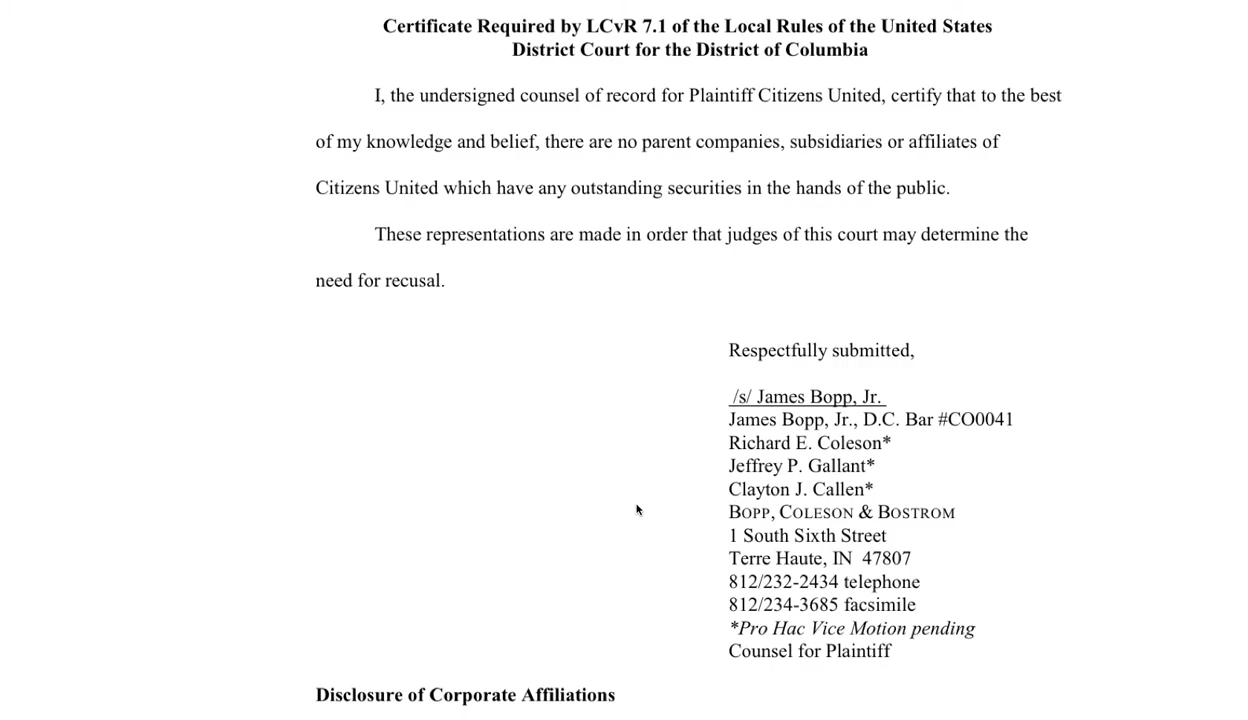 Certificate Required by LCvR 7.1 of the Local Rules of the United States
District Court for the District of Columbia
I, the undersigned counsel of record for Plaintiff Citizens United, certify that to the best
of my knowledge and belief, there are no parent companies, subsidiaries or affiliates of
Citizens United which have any outstanding securities in the hands of the public.
These representations are made in order that judges of this court may determine the
need for recusal.
Respectfully submitted,
/s/ James Bopp, Jr.
James Bopp, Jr., D.C. Bar #CO0041
Richard E. Coleson*
Jeffrey P. Gallant*
Clayton J. Callen*
BOPP, COLESON & BOSTROM
1 South Sixth Street
Terre Haute, IN  47807
812/232-2434 telephone
812/234-3685 facsimile
*Pro Hac Vice Motion pending
Counsel for Plaintiff
Disclosure of Corporate Affiliations